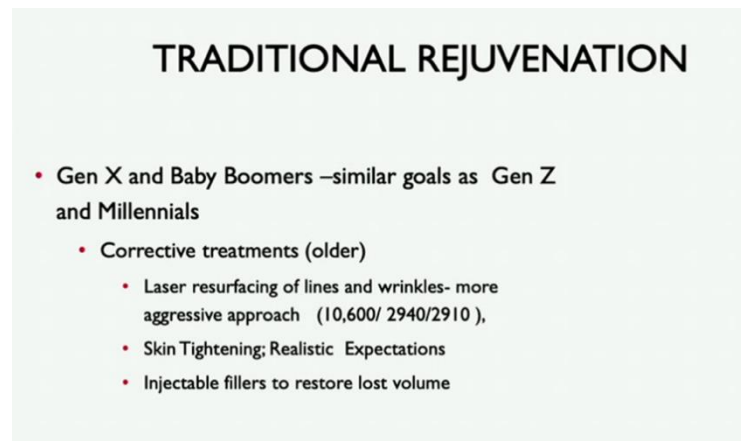 TRADITIONAL REJUVENATION
• Gen X and Baby Boomers –similar goals as Gen Z
and Millennials
• Corrective treatments (older)
• Laser resurfacing of lines and wrinkles- more
aggressive approach (10,600/ 2940/2910 ),
• Skin Tightening; Realistic Expectations
• Injectable fillers to restore lost volume